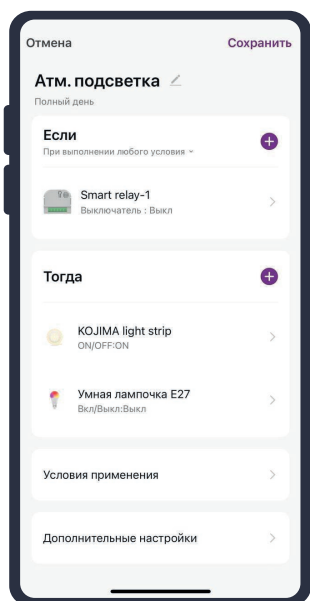 Отмена
Сохранить
Атм. подсветка
Полный день
Если
При выполнении любого условия
Smart relay-1
Выключатель : Выкл
Тогда
KOJIMA light strip
ON/OFF:ON
Умная лампочка E27
Вкл/Выкл:Выкл
Условия применения
Дополнительные настройки